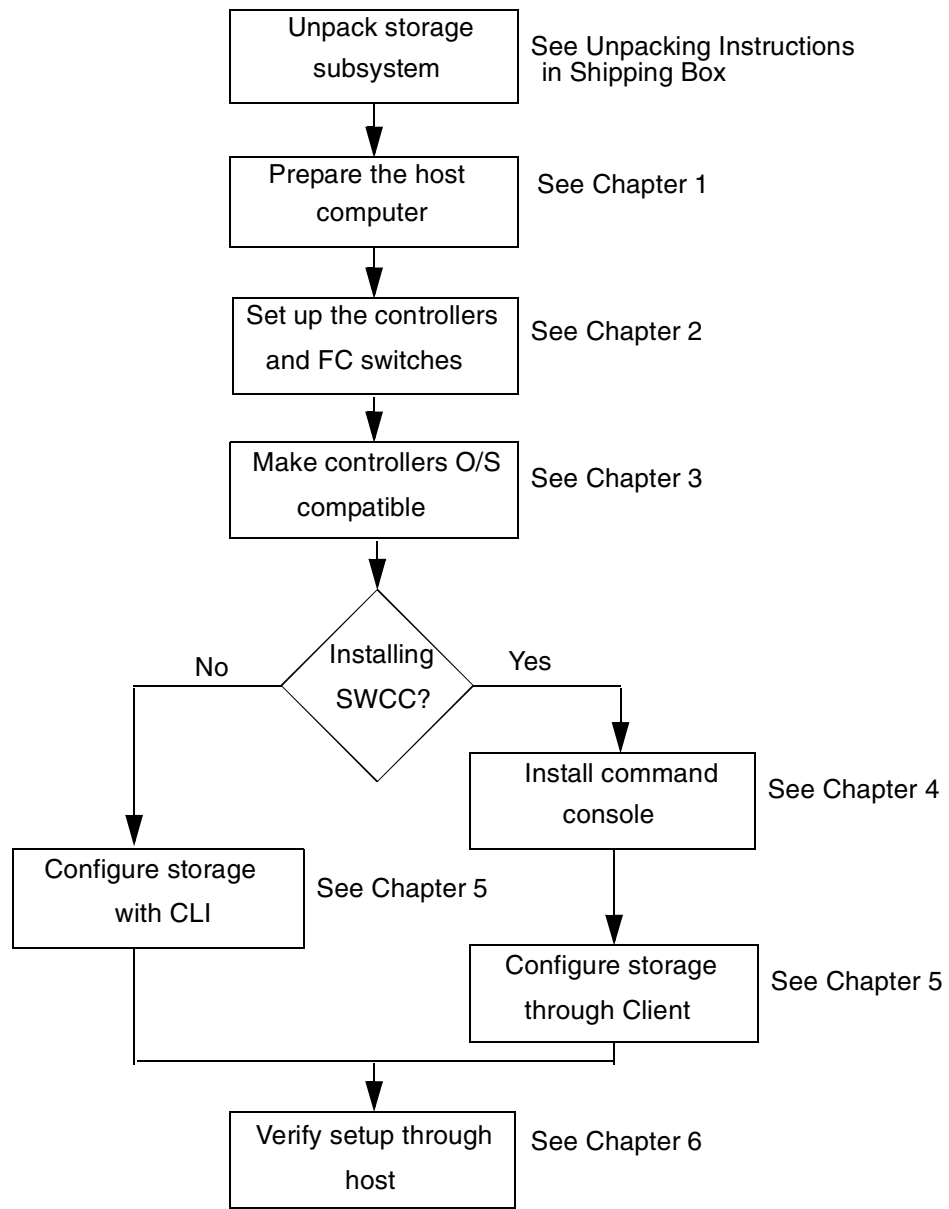 Unpack storage
subsystem
See Unpacking Instructions
in Shipping Box
Prepare the host
computer
See Chapter 1
Set up the controllers
and FC switches
See Chapter 2
Make controllers O/S
compatible
See Chapter 3
Installing
SWCC?
No
Yes
Install command
console
See Chapter 4
Configure storage
with CLI
See Chapter 5
Configure storage
through Client
See Chapter 5
Verify setup through
host
See Chapter 6